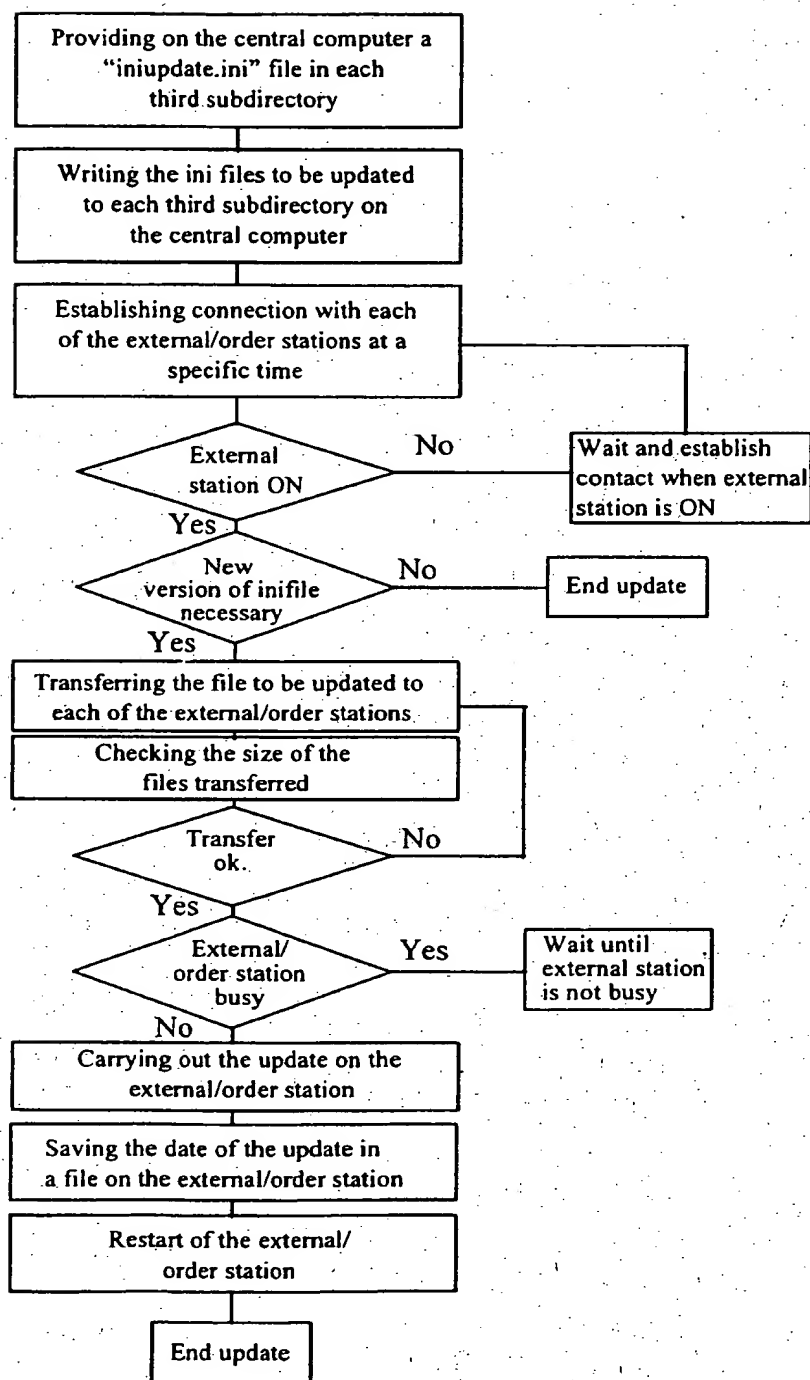 Providing on the central computer a
“iniupdate.ini” file in each
third subdirectory
Writing the ini files to be updated
to each third subdirectory on
the central computer
Establishing connection with each
of the external/order stations at a
specific time
External
station ON
No
Wait and establish
contact when external
station is ON
Yes
New
version of inifile
necessary
No
End update
Yes
Transferring the file to be updated to
each of the external/order stations
Checking the size of the
files transferred
Transfer
ok.
No
Yes
External/
order station
busy
Yes
Wait until
external station
is not busy
No
Carrying out the update on the
external/order station
Saving the date of the update in
a file on the external/order station
Restart of the external/
order station
End update